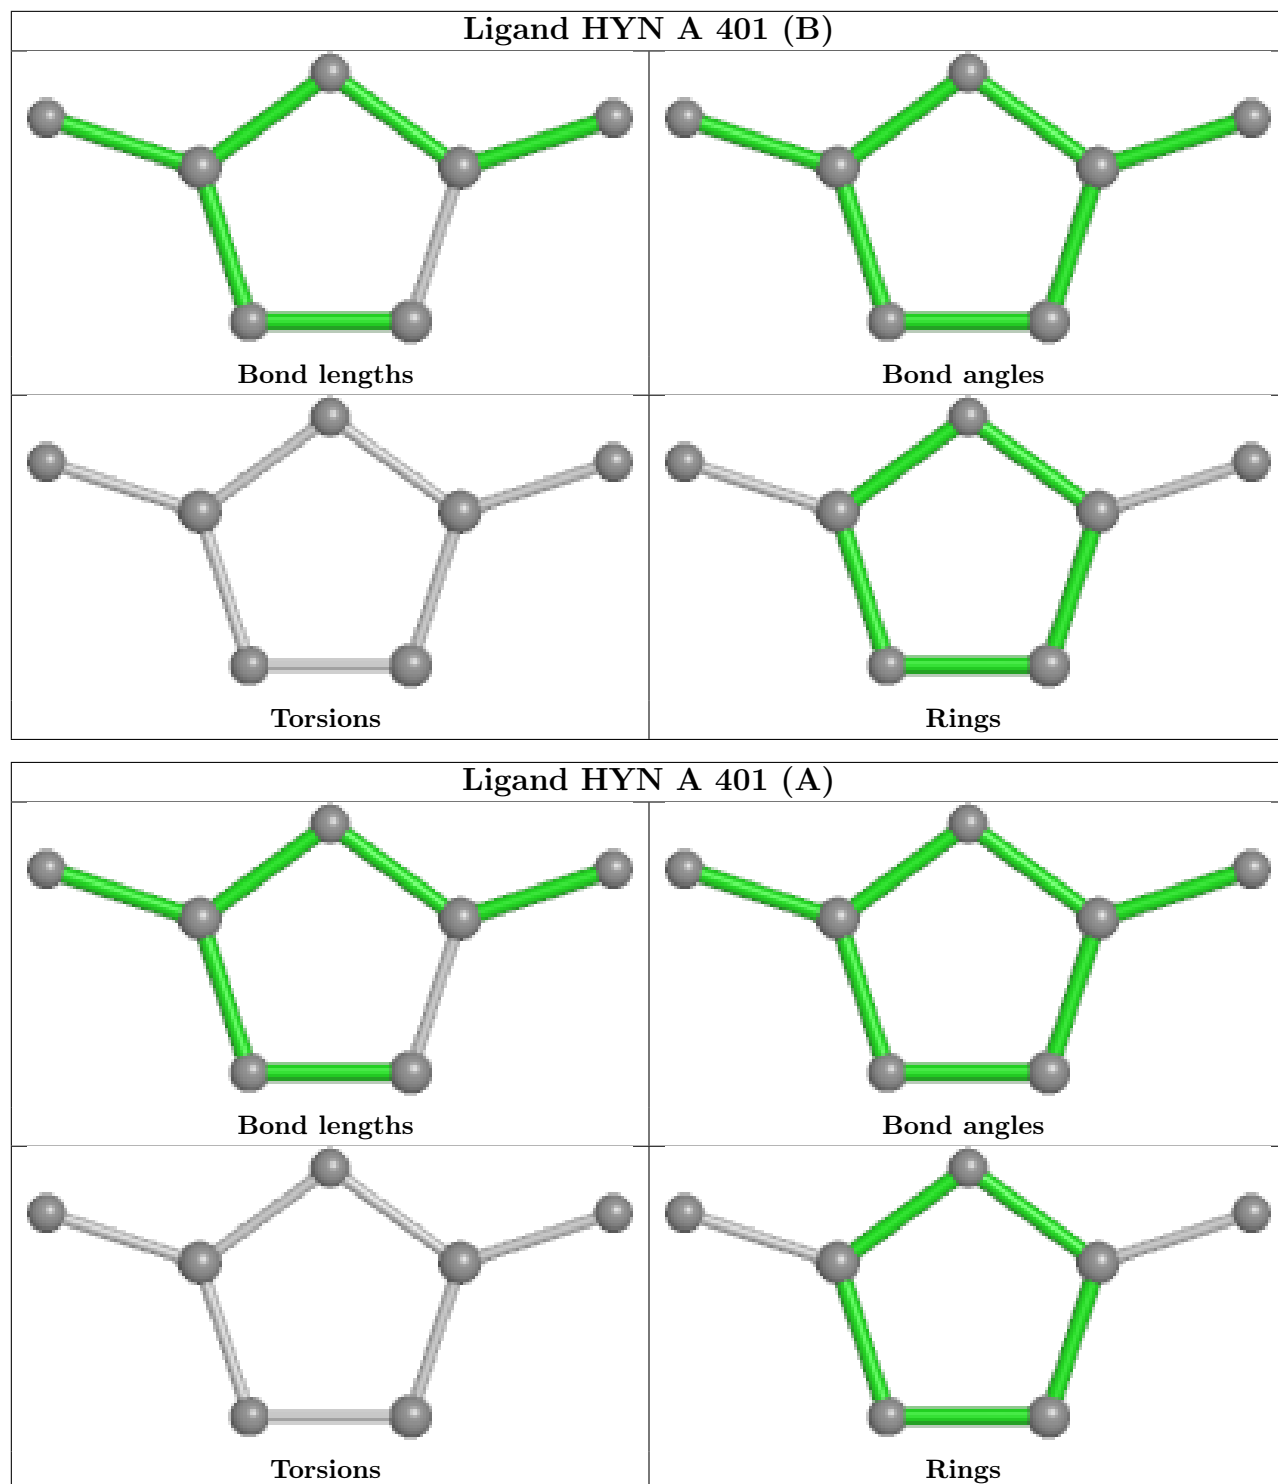 Ligand HYN A 401 (B)
Bond lengths
Bond angles
Torsions
Rings
Ligand HYN A 401 (A)
Bond lengths
Bond angles
Torsions
Rings